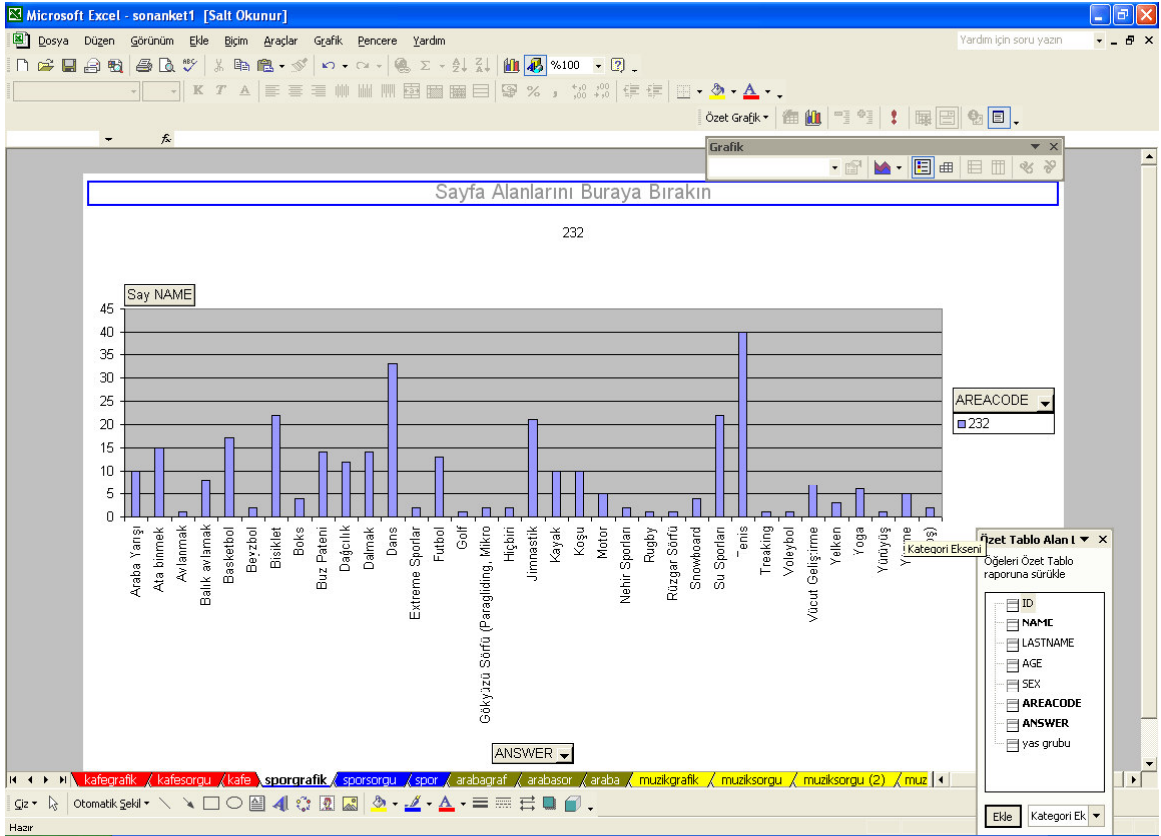 Microsoft Excel - sonanket1 [Salt Okunur]
Dosya Düzen Görünüm Ekle Biçim Araçlar Grafik Pencere Yardım
Yardım için soru yazın
%100
Özet Grafik
Grafik
Sayfa Alanlarını Buraya Bırakın
232
Say NAME
45
40
35
30
25
20
15
10
5
0
AREACODE
232
Araba Yarışı
Ata binmek
Avlanmak
Balık avlamak
Basketbol
Beyzbol
Bisiklet
Boks
Buz Pateni
Dağcılık
Dalmak
Dans
Extreme Sporlar
Futbol
Golf
Gökyüzü Sörfü (Paragliding, Mikro
Hiçbiri
Jimnastik
Kayak
Koşu
Motor
Nehir Sporları
Rugby
Rüzgar Sörfü
Snowboard
Su Sporları
Tenis
Treaking
Voleybol
Vücut Geliştirme
Yelken
Yoga
Yürüyüş
Kategori Ekseni
ANSWER
Özet Tablo Alan L
Öğeleri Özet Tablo
raporuna sürükle
ID
NAME
LASTNAME
AGE
SEX
AREACODE
ANSWER
yas grubu
Ekle Kategori Ek
kafegrafik kafesorgu kafe sporgrafik sporsorgu spor arabagraf arabasor araba muzikgrafik muziksorgu muziksorgu (2) muz
Çiz Otomatik Şekil
Hazır